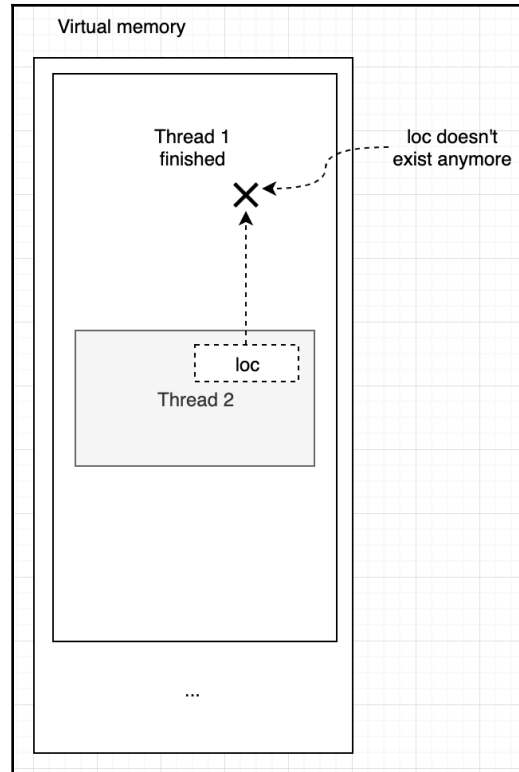 Virtual memory
Thread 1
finished
loc doesn't
exist anymore
loc
Thread 2
...